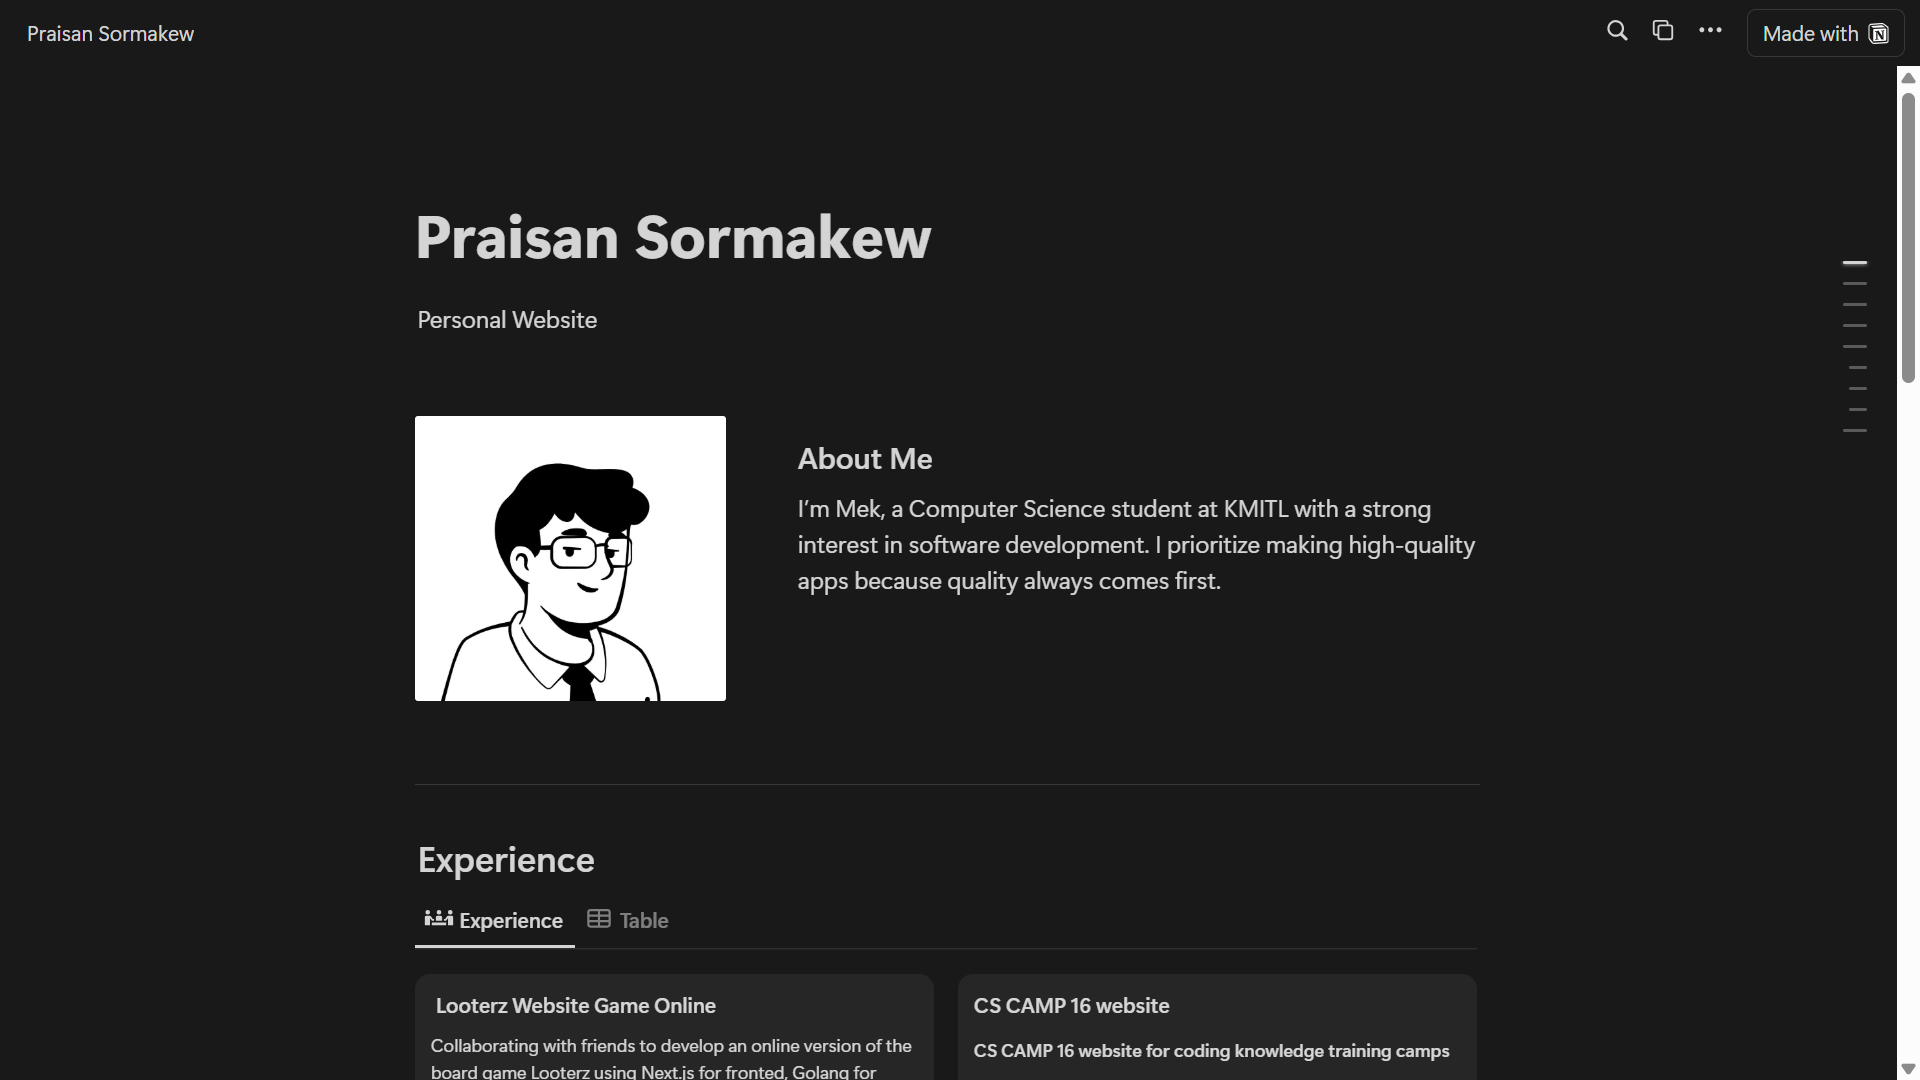 Praisan Sormakew
Made with
Praisan Sormakew
Personal Website
About Me
I’m Mek, a Computer Science student at KMITL with a strong
interest in software development. I prioritize making high-quality
apps because quality always comes first.
Experience
Experience
Table
Looterz Website Game Online
Collaborating with friends to develop an online version of the
board game Looterz using Next.js for fronted, Golang for
CS CAMP 16 website
CS CAMP 16 website for coding knowledge training camps